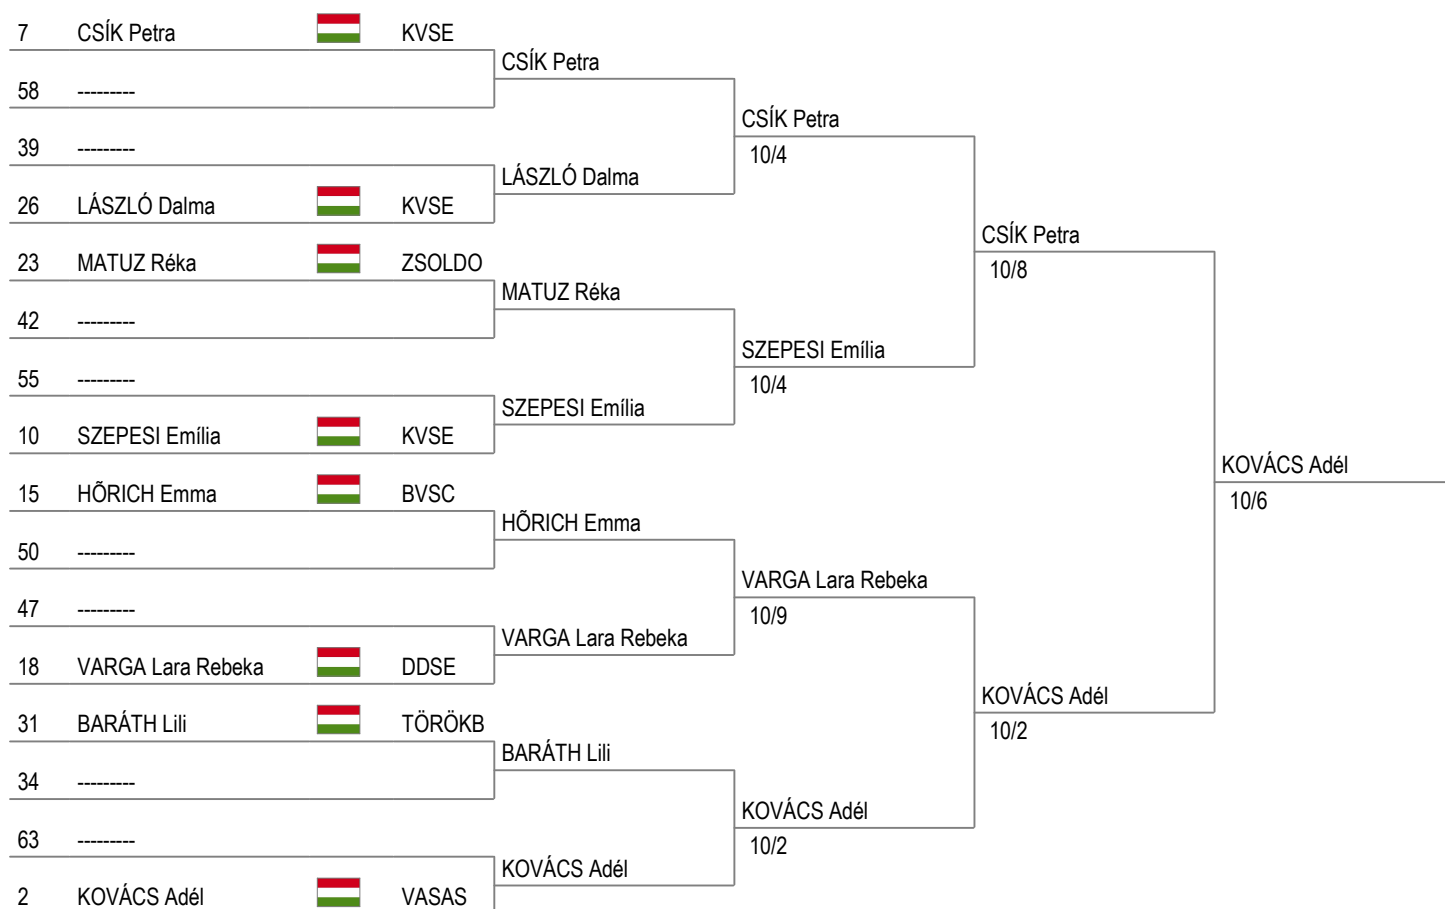 7 CSÍK Petra KVSE
CSÍK Petra
58 ---------
CSÍK Petra
10/4
39 ---------
LÁSZLÓ Dalma
26 LÁSZLÓ Dalma KVSE
CSÍK Petra
10/8
23 MATUZ Réka ZSOLDO
MATUZ Réka
42 ---------
SZEPESI Emília
10/4
55 ---------
SZEPESI Emília
10 SZEPESI Emília KVSE
KOVÁCS Adél
10/6
15 HÕRICH Emma BVSC
HÕRICH Emma
50 ---------
VARGA Lara Rebeka
10/9
47 ---------
VARGA Lara Rebeka
18 VARGA Lara Rebeka DDSE
KOVÁCS Adél
10/2
31 BARÁTH Lili TÖRÖKB
BARÁTH Lili
34 ---------
KOVÁCS Adél
10/2
63 ---------
KOVÁCS Adél
2 KOVÁCS Adél VASAS